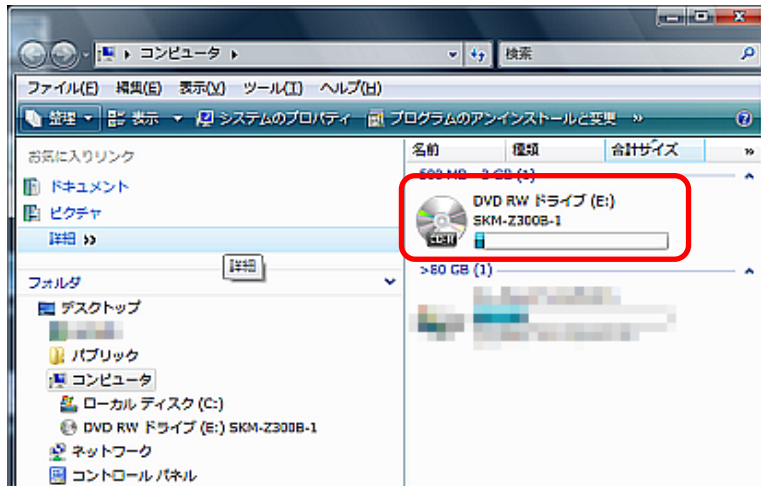 コンピュータ
検索
ファイル(F) 編集(E) 表示(V) ツール(T) ヘルプ(H)
整理 表示 システムのプロパティ プログラムのアンインストールと変更 »
お気に入りリンク
ドキュメント
ピクチャ
詳細 »
詳細
フォルダ
デスクトップ
パブリック
コンピュータ
ローカル ディスク (C:)
DVD RW ドライブ (E:) SKM-Z300B-1
ネットワーク
コントロール パネル
名前 種類 合計サイズ »
DVD RW ドライブ (E:)
SKM-Z300B-1
>80 GB (1)